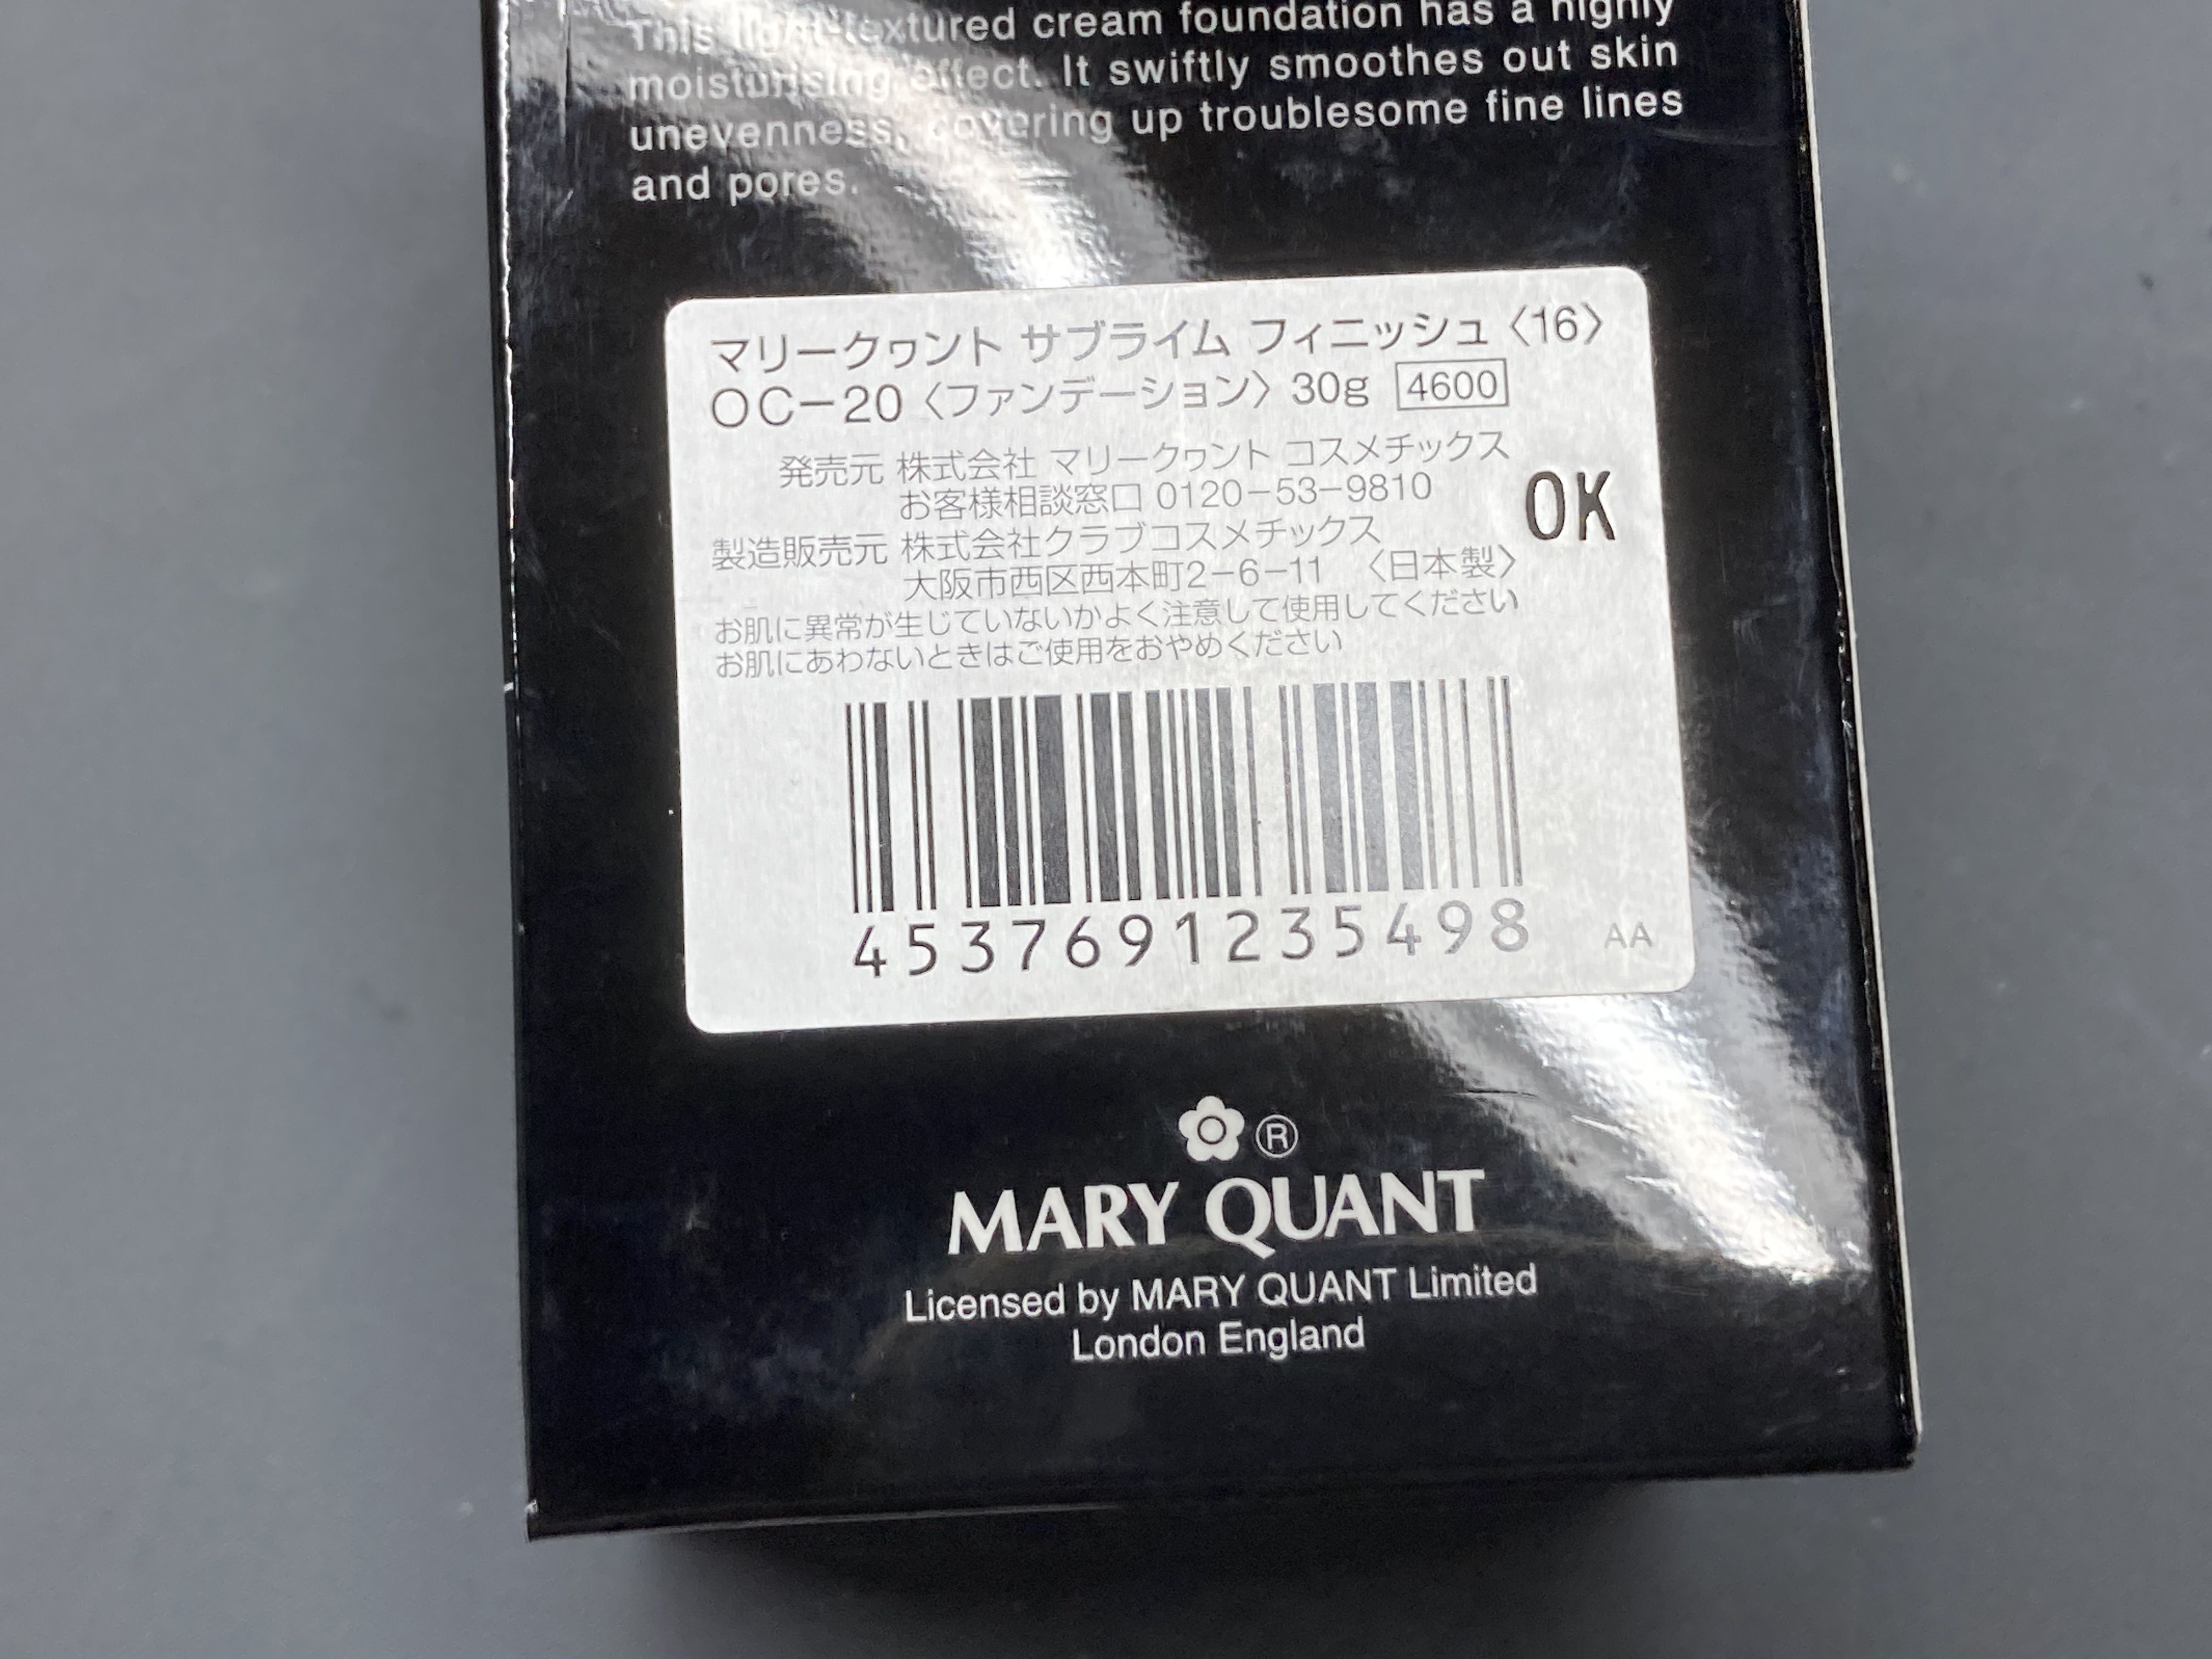 This light-textured cream foundation has a highly
moisturising effect. It swiftly smoothes out skin
unevenness, covering up troublesome fine lines
and pores.
マリークヮント サブライム フィニッシュ〈16〉
OC−20〈ファンデーション〉30g 4600
発売元 株式会社 マリークヮント コスメチックス
お客様相談窓口 0120−53−9810
OK
製造販売元 株式会社クラブコスメチックス
大阪市西区西本町2−6−11 〈日本製〉
お肌に異常が生じていないかよく注意して使用してください
お肌にあわないときはご使用をおやめください
4537691235498
AA
®
MARY QUANT
Licensed by MARY QUANT Limited
London England